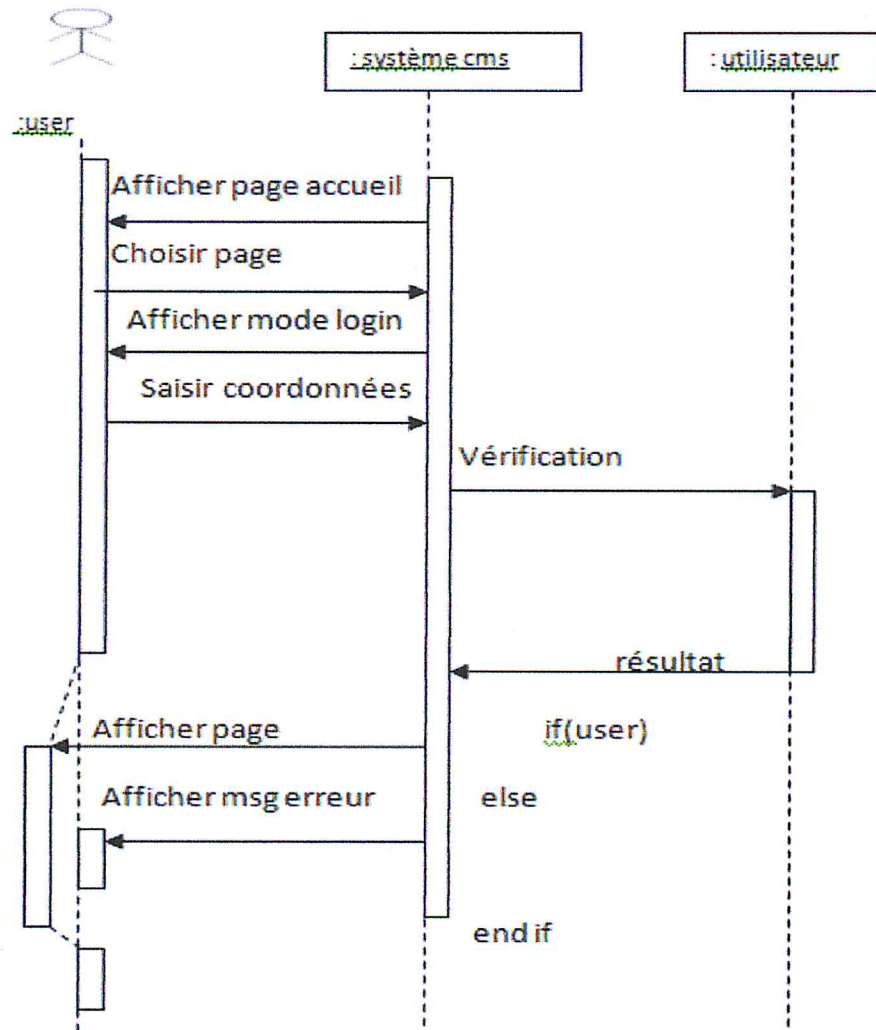 : système cms
: utilisateur
:user
Afficher page accueil
Choisir page
Afficher mode login
Saisir coordonnées
Vérification
résultat
Afficher page
if(user)
Afficher msg erreur
else
end if